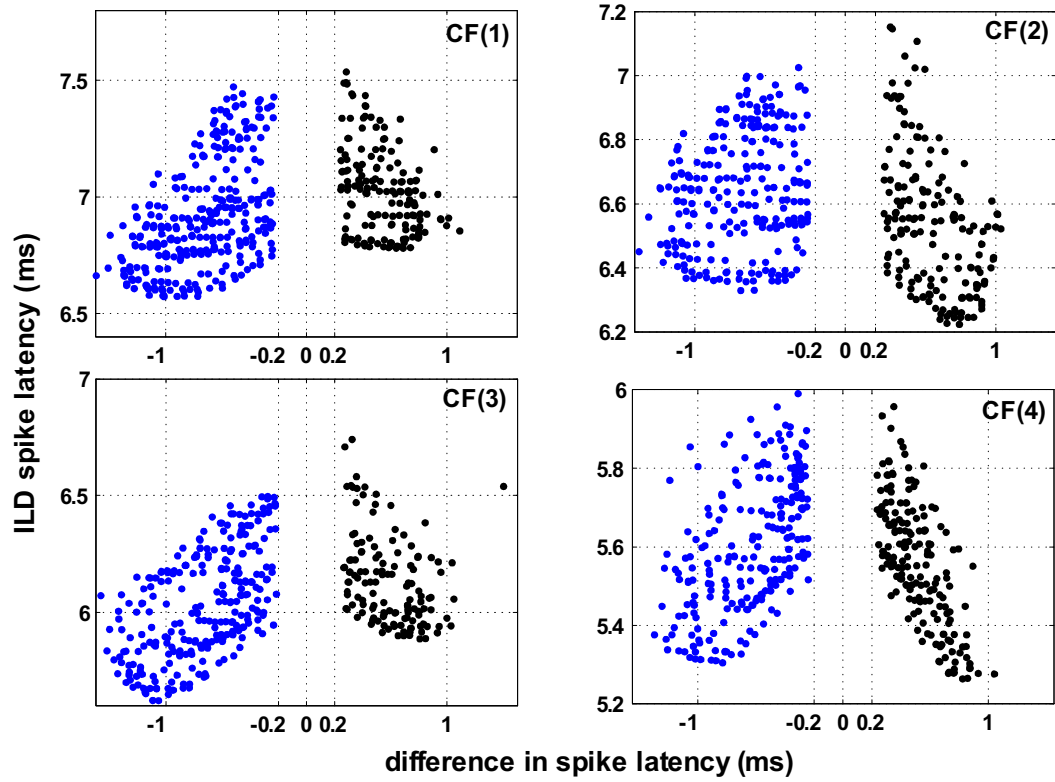 CF(1)
7.5
7
6.5
-1 -0.2 0 0.2 1
CF(2)
7.2
7
6.8
6.6
6.4
6.2
-1 -0.2 0 0.2 1
CF(3)
7
6.5
6
-1 -0.2 0 0.2 1
CF(4)
6
5.8
5.6
5.4
5.2
-1 -0.2 0 0.2 1
ILD spike latency (ms)
difference in spike latency (ms)